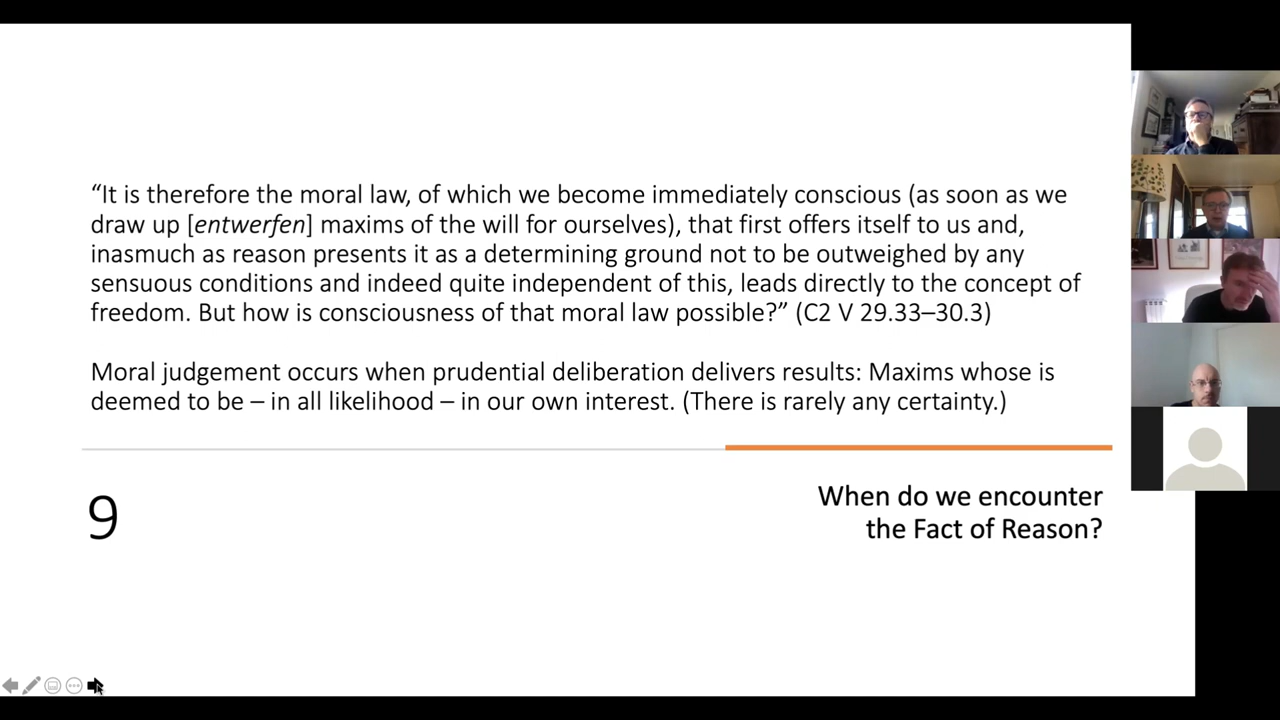 “It is therefore the moral law, of which we become immediately conscious (as soon as we
draw up [entwerfen] maxims of the will for ourselves), that first offers itself to us and,
inasmuch as reason presents it as a determining ground not to be outweighed by any
sensuous conditions and indeed quite independent of this, leads directly to the concept of
freedom. But how is consciousness of that moral law possible?” (C2 V 29.33–30.3)
Moral judgement occurs when prudential deliberation delivers results: Maxims whose is
deemed to be – in all likelihood – in our own interest. (There is rarely any certainty.)
9
When do we encounter
the Fact of Reason?